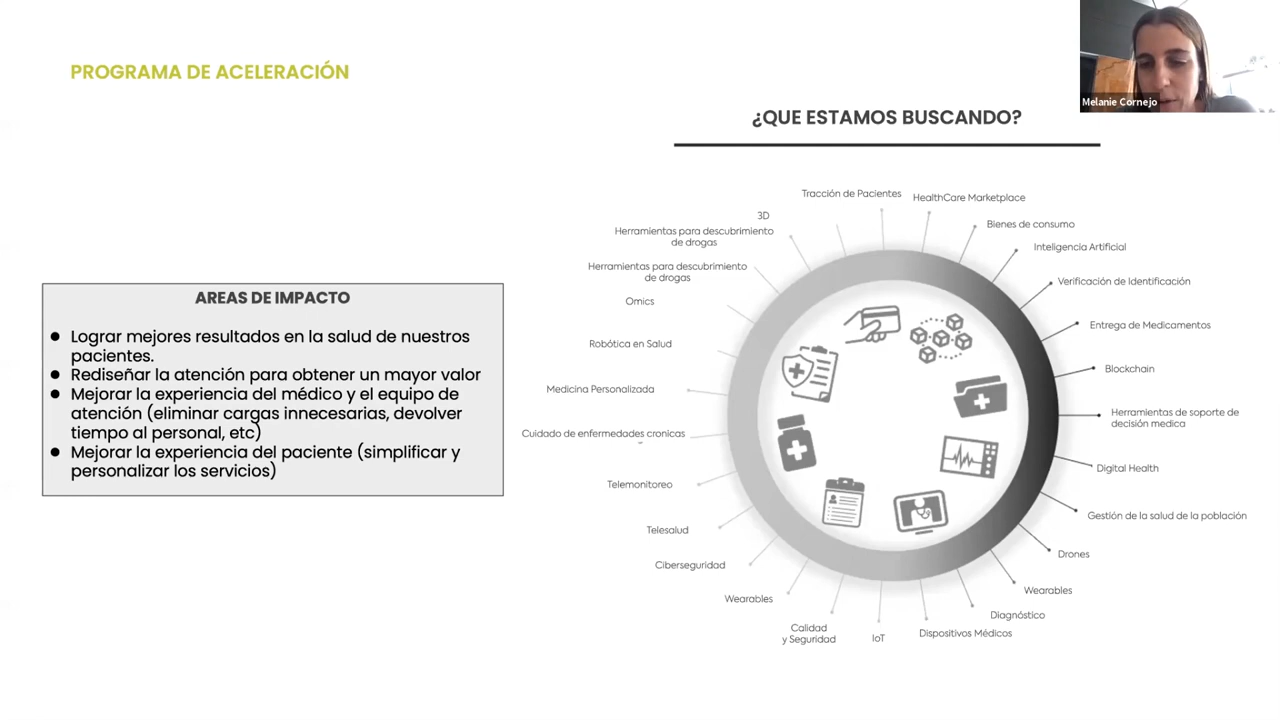 PROGRAMA DE ACELERACIÓN
Melanie Cornejo
¿QUE ESTAMOS BUSCANDO?
AREAS DE IMPACTO
● Lograr mejores resultados en la salud de nuestros
pacientes.
● Rediseñar la atención para obtener un mayor valor
● Mejorar la experiencia del médico y el equipo de
atención (eliminar cargas innecesarias, devolver
tiempo al personal, etc)
● Mejorar la experiencia del paciente (simplificar y
personalizar los servicios)
Tracción de Pacientes
HealthCare Marketplace
Bienes de consumo
Inteligencia Artificial
Verificación de Identificación
Entrega de Medicamentos
Blockchain
Herramientas de soporte de
decisión medica
Digital Health
Gestión de la salud de la población
Drones
Wearables
Diagnóstico
Dispositivos Médicos
IoT
Calidad
y Seguridad
Wearables
Ciberseguridad
Telesalud
Telemonitoreo
Cuidado de enfermedades cronicas
Medicina Personalizada
Robótica en Salud
Omics
Herramientas para descubrimiento
de drogas
Herramientas para descubrimiento
de drogas
3D